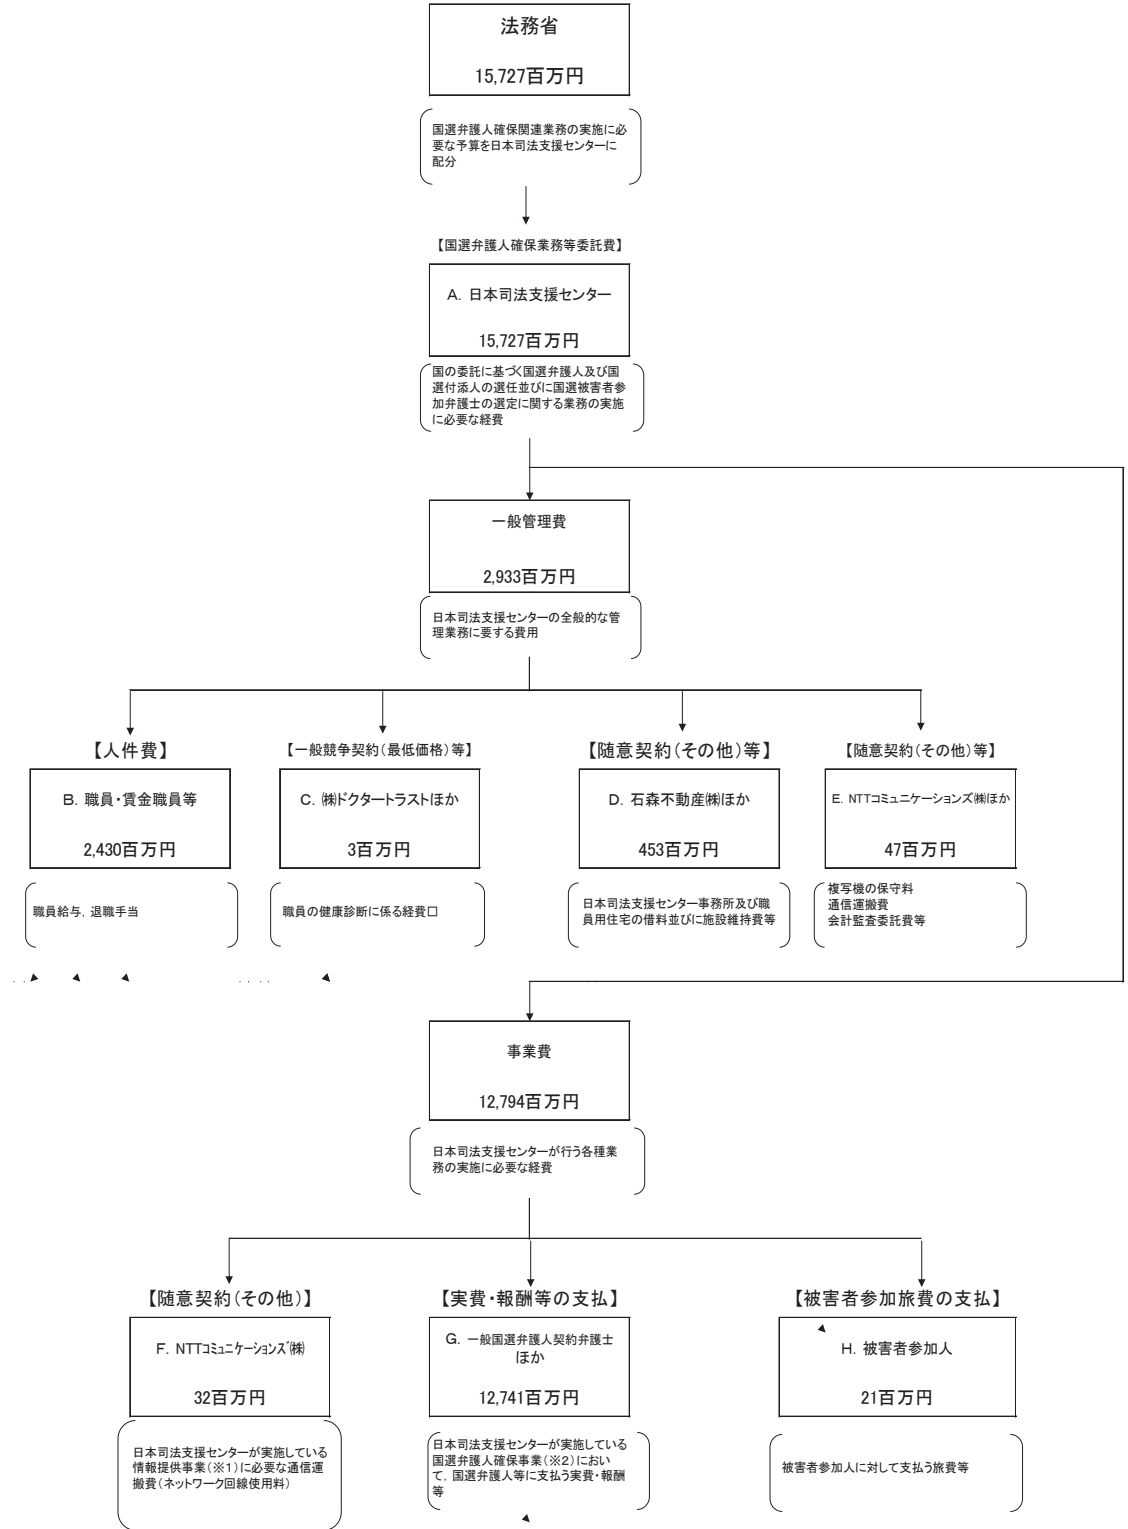 法務省
15,727百万円
国選弁護人確保関連業務の実施に必
要な予算を日本司法支援センターに
配分
【国選弁護人確保業務等委託費】
A. 日本司法支援センター
15,727百万円
国の委託に基づく国選弁護人及び国
選付添人の選任並びに国選被害者参
加弁護士の選定に関する業務の実施
に必要な経費
一般管理費
2,933百万円
日本司法支援センターの全般的な管
理業務に要する費用
【人件費】
B. 職員・賃金職員等
2,430百万円
職員給与，退職手当
【一般競争契約（最低価格）等】
C. ㈱ドクタートラストほか
3百万円
職員の健康診断に係る経費□
【随意契約（その他）等】
D. 石森不動産㈱ほか
453百万円
日本司法支援センター事務所及び職
員用住宅の借料並びに施設維持費等
【随意契約（その他）等】
E. NTTコミュニケーションズ㈱ほか
47百万円
複写機の保守料
通信運搬費
会計監査委託費等
事業費
12,794百万円
日本司法支援センターが行う各種業
務の実施に必要な経費
【随意契約（その他）】
F. NTTコミュニケーションズ㈱
32百万円
日本司法支援センターが実施している
情報提供事業（※1）に必要な通信運
搬費（ネットワーク回線使用料）
【実費・報酬等の支払】
G. 一般国選弁護人契約弁護士
ほか
12,741百万円
日本司法支援センターが実施している
国選弁護人確保事業（※2）におい
て，国選弁護人等に支払う実費・報酬
等
【被害者参加旅費の支払】
H. 被害者参加人
21百万円
被害者参加人に対して支払う旅費等